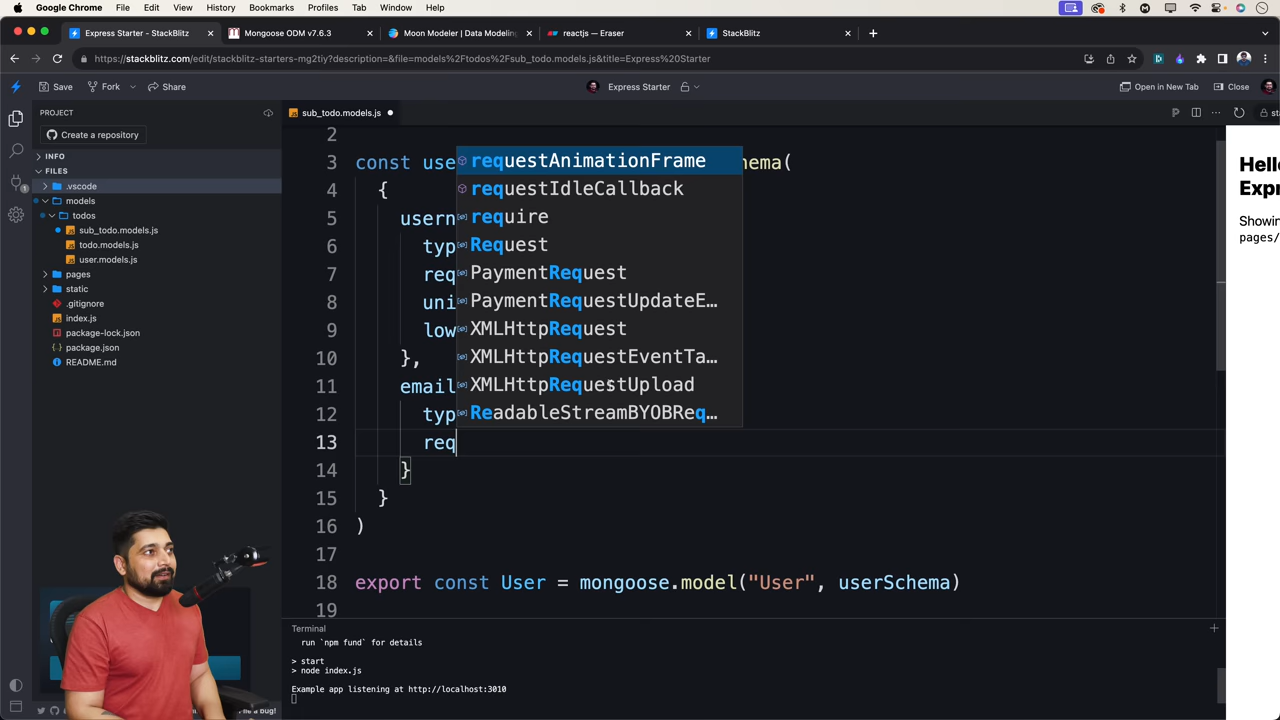 Google Chrome File Edit View History Bookmarks Profiles Tab Window Help
Express Starter - StackBlitz Mongoose ODM v7.6.3 Moon Modeler | Data Modeling reactjs — Eraser StackBlitz
https://stackblitz.com/edit/stackblitz-starters-mg2tiy?description=&file=models%2Ftodos%2Fsub_todo.models.js&title=Express%20Starter
Save Fork Share Express Starter Open in New Tab Close
PROJECT
Create a repository
INFO
FILES
.vscode
models
todos
sub_todo.models.js
todo.models.js
user.models.js
pages
static
.gitignore
index.js
package-lock.json
package.json
README.md
sub_todo.models.js
2
3 const use ema(
4 {
5 usern
6 typ
7 req
8 uni
9 low
10 },
11 email
12 typ
13 req
14 }
15 }
16 )
17
18 export const User = mongoose.model("User", userSchema)
19
requestAnimationFrame
requestIdleCallback
require
Request
PaymentRequest
PaymentRequestUpdateE…
XMLHttpRequest
XMLHttpRequestEventTa…
XMLHttpRequestUpload
ReadableStreamBYOBReq…
Terminal
run `npm fund` for details
> start
> node index.js
Example app listening at http://localhost:3010
Hell
Expr
Showin
pages/